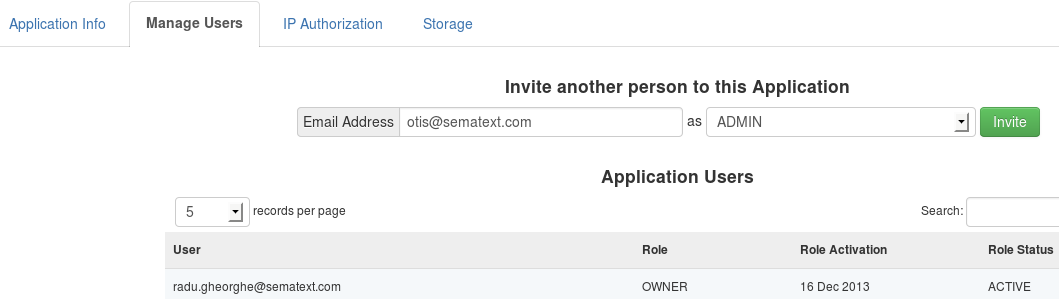 Application Info Manage Users IP Authorization Storage
Invite another person to this Application
Email Address otis@sematext.com as ADMIN Invite
Application Users
5 records per page Search:
User Role Role Activation Role Status
radu.gheorghe@sematext.com OWNER 16 Dec 2013 ACTIVE